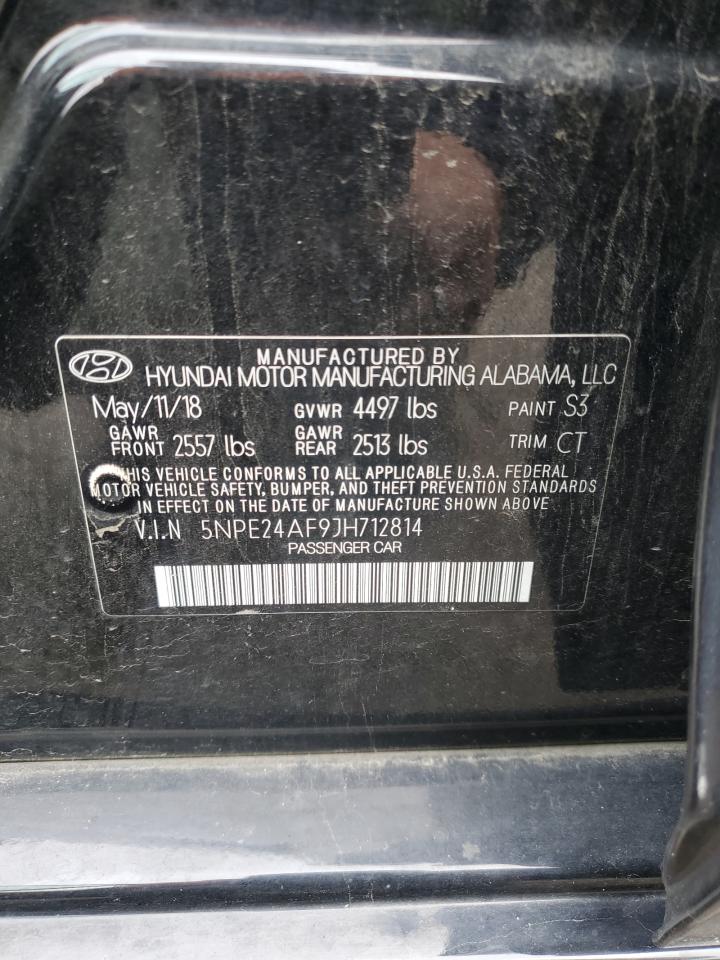 MANUFACTURED BY
HYUNDAI MOTOR MANUFACTURING ALABAMA, LLC
May/11/18 GVWR 4497 lbs PAINT S3
GAWR FRONT 2557 lbs GAWR REAR 2513 lbs TRIM CT
THIS VEHICLE CONFORMS TO ALL APPLICABLE U.S.A. FEDERAL
MOTOR VEHICLE SAFETY, BUMPER, AND THEFT PREVENTION STANDARDS
IN EFFECT ON THE DATE OF MANUFACTURE SHOWN ABOVE
V.I.N 5NPE24AF9JH712814
PASSENGER CAR